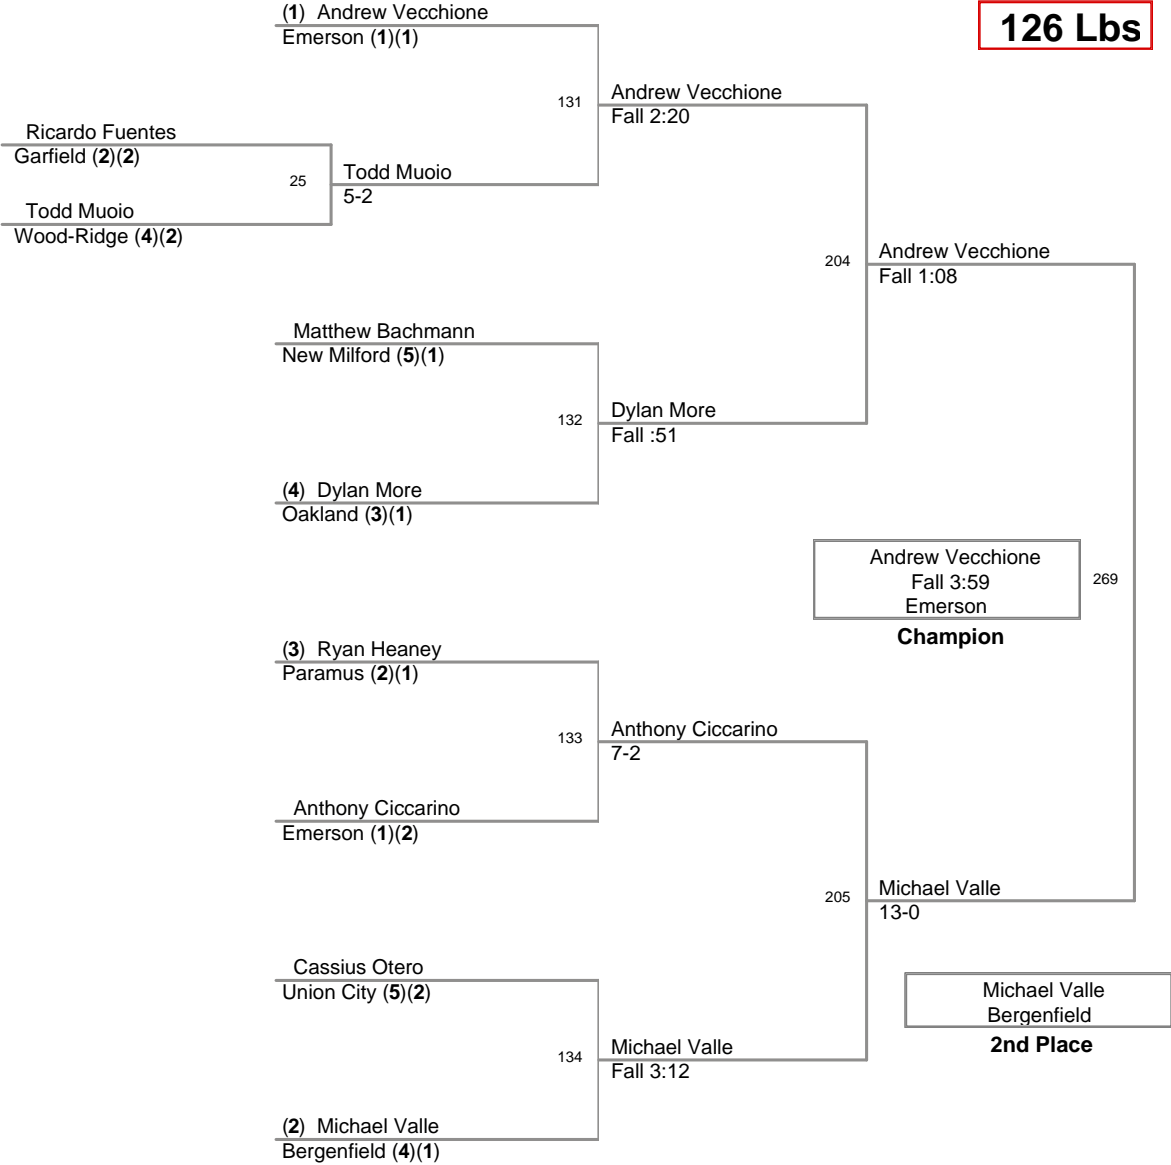 (1) Andrew Vecchione
Emerson (1)(1)
126 Lbs
131
Andrew Vecchione
Fall 2:20
Ricardo Fuentes
Garfield (2)(2)
25
Todd Muoio
5-2
Todd Muoio
Wood-Ridge (4)(2)
204
Andrew Vecchione
Fall 1:08
Matthew Bachmann
New Milford (5)(1)
132
Dylan More
Fall :51
(4) Dylan More
Oakland (3)(1)
Andrew Vecchione
Fall 3:59
Emerson
269
Champion
(3) Ryan Heaney
Paramus (2)(1)
133
Anthony Ciccarino
7-2
Anthony Ciccarino
Emerson (1)(2)
205
Michael Valle
13-0
Cassius Otero
Union City (5)(2)
Michael Valle
Bergenfield
2nd Place
134
Michael Valle
Fall 3:12
(2) Michael Valle
Bergenfield (4)(1)